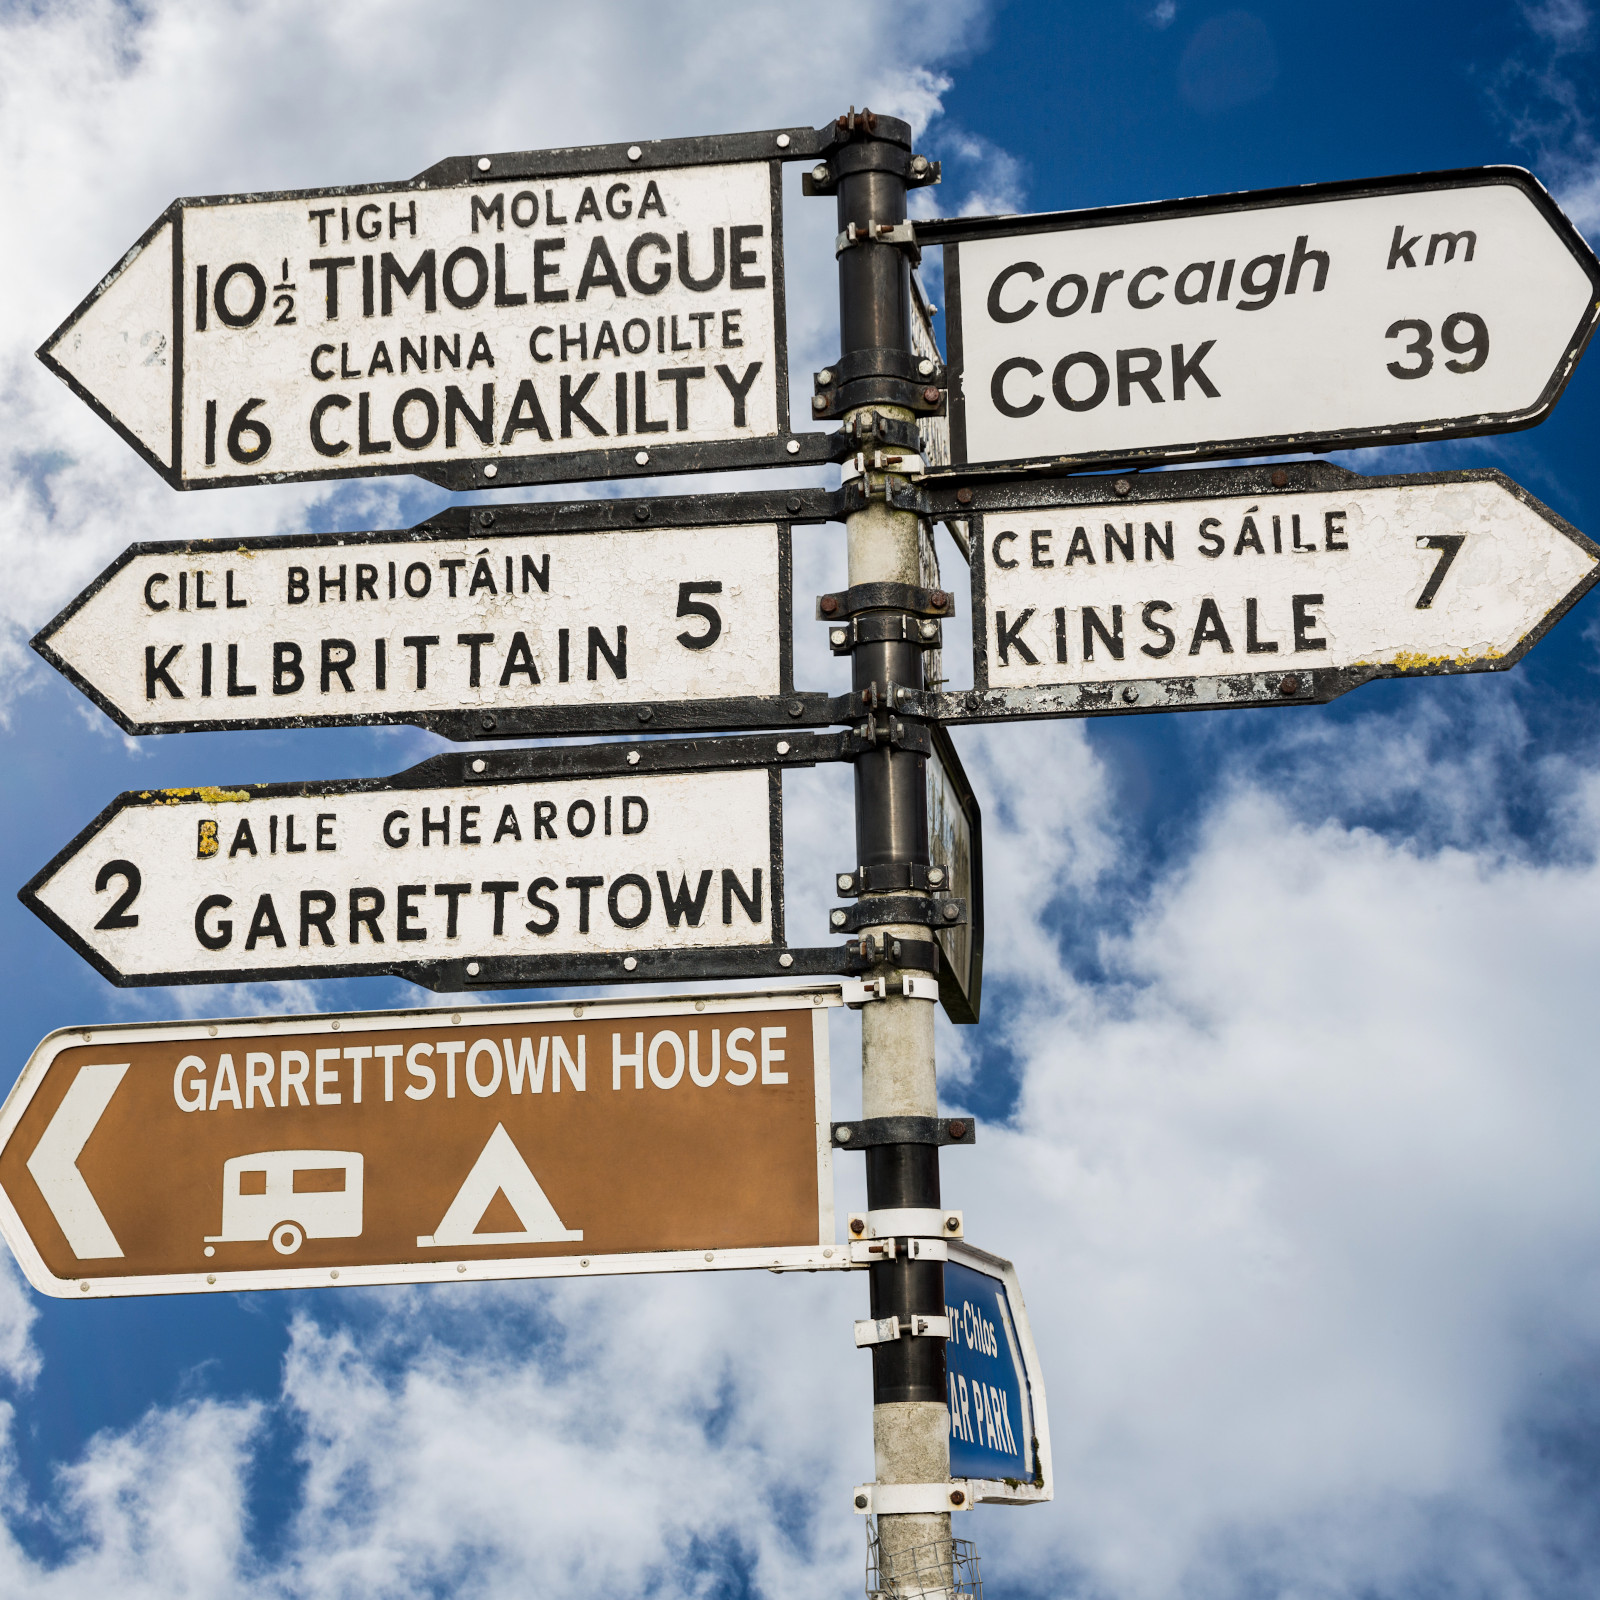 TIGH MOLAGA
10½ TIMOLEAGUE
CLANNA CHAOILTE
16 CLONAKILTY
Corcaigh km
CORK 39
CILL BHRIOTÁIN
KILBRITTAIN 5
CEANN SÁILE
KINSALE 7
BAILE GHEAROID
2 GARRETTSTOWN
GARRETTSTOWN HOUSE
PARK